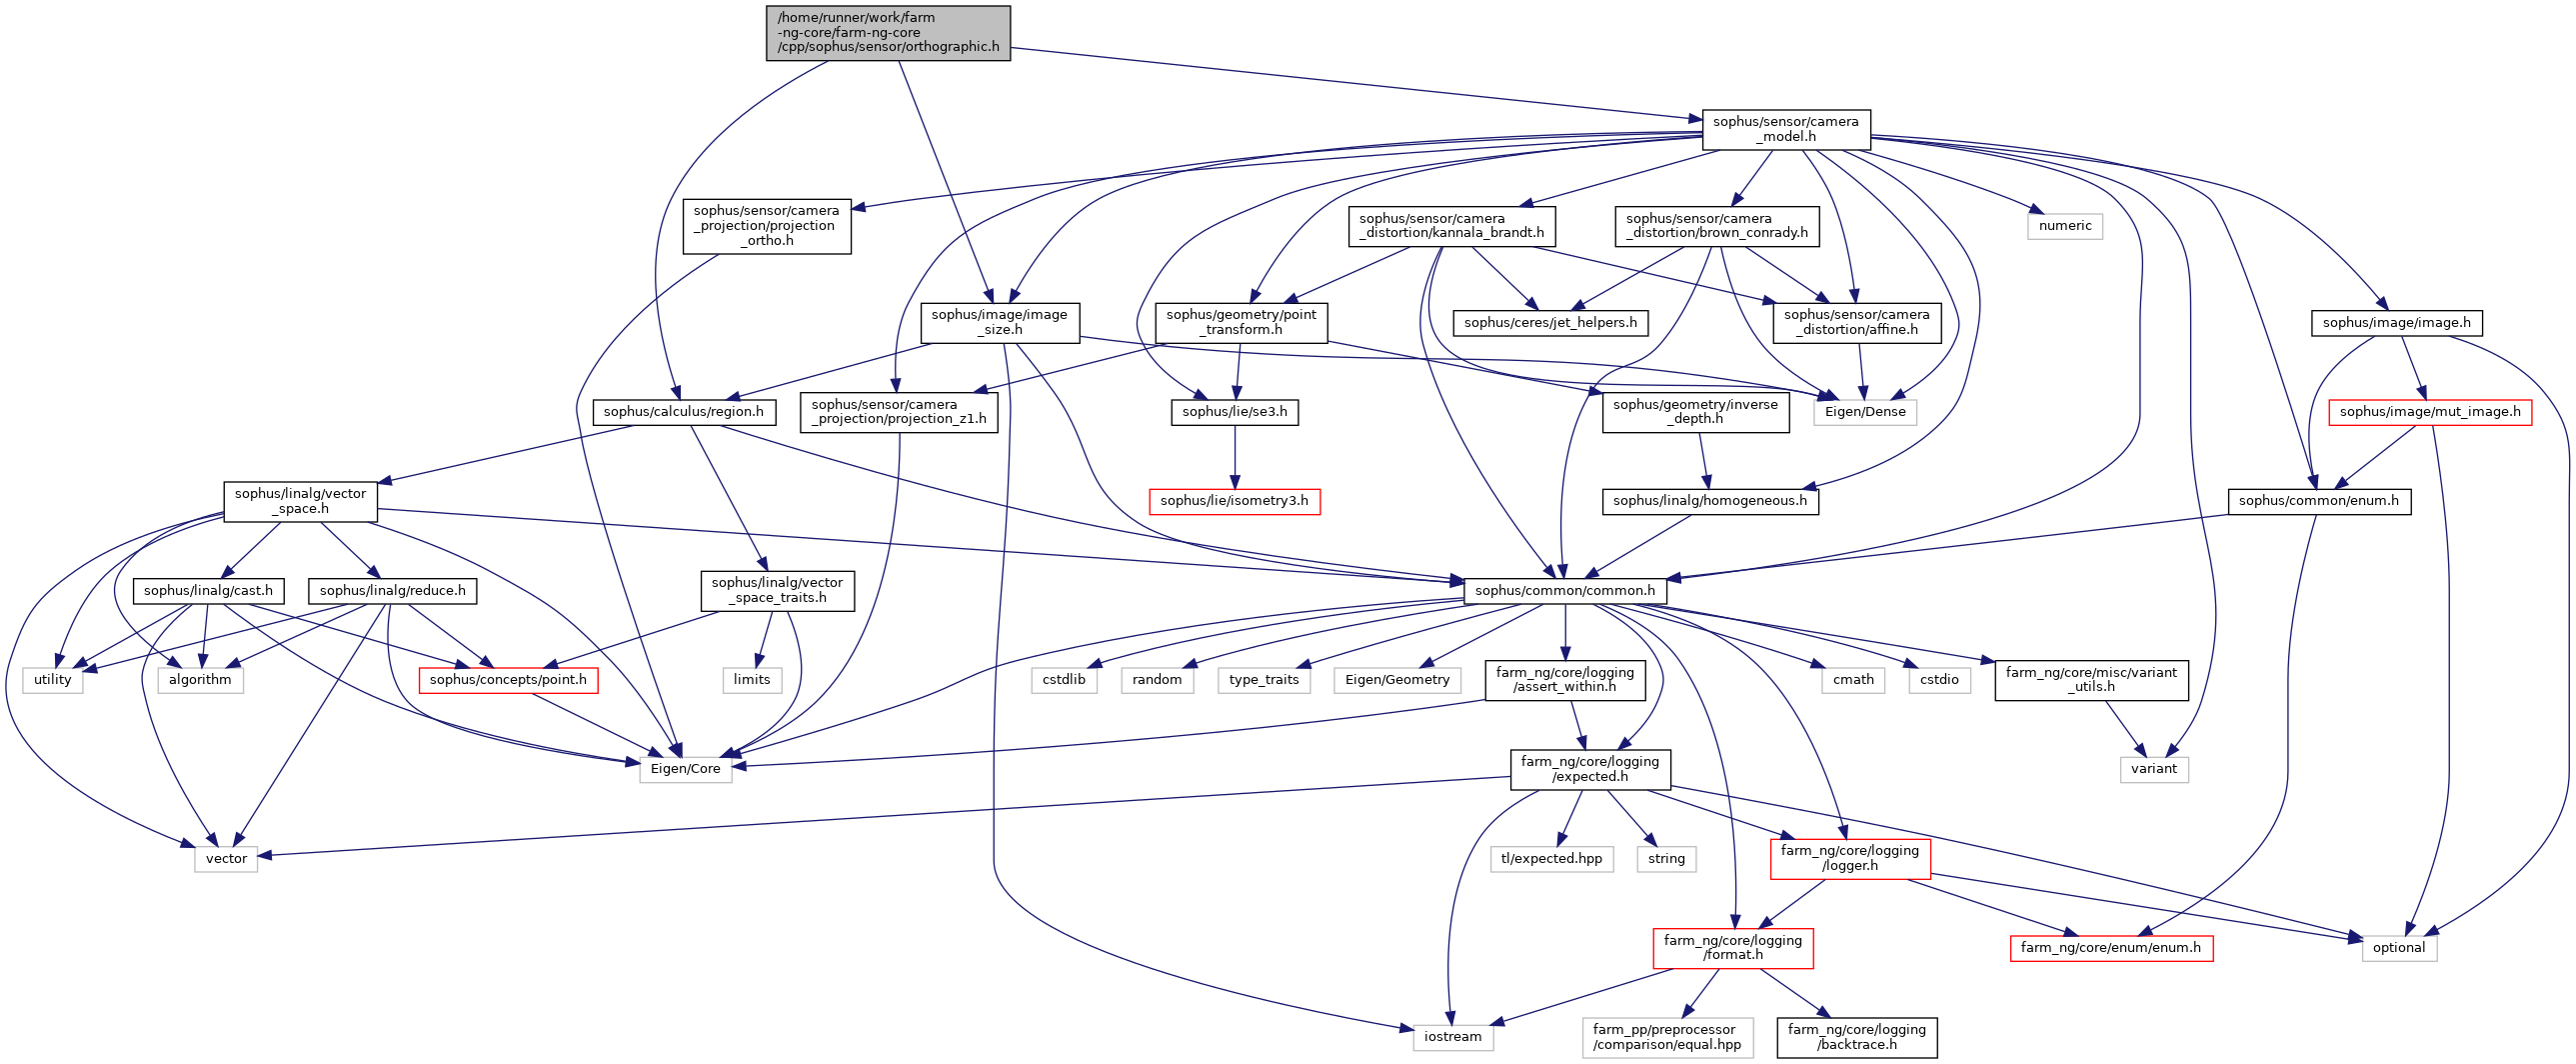 /home/runner/work/farm
-ng-core/farm-ng-core
/cpp/sophus/sensor/orthographic.h
sophus/sensor/camera
_model.h
sophus/sensor/camera
_projection/projection
_ortho.h
sophus/sensor/camera
_distortion/kannala_brandt.h
sophus/sensor/camera
_distortion/brown_conrady.h
numeric
sophus/image/image
_size.h
sophus/geometry/point
_transform.h
sophus/ceres/jet_helpers.h
sophus/sensor/camera
_distortion/affine.h
sophus/image/image.h
sophus/calculus/region.h
sophus/sensor/camera
_projection/projection_z1.h
sophus/lie/se3.h
sophus/geometry/inverse
_depth.h
Eigen/Dense
sophus/image/mut_image.h
sophus/linalg/vector
_space.h
sophus/lie/isometry3.h
sophus/linalg/homogeneous.h
sophus/common/enum.h
sophus/linalg/cast.h
sophus/linalg/reduce.h
sophus/linalg/vector
_space_traits.h
sophus/common/common.h
utility
algorithm
sophus/concepts/point.h
limits
cstdlib
random
type_traits
Eigen/Geometry
farm_ng/core/logging
/assert_within.h
cmath
cstdio
farm_ng/core/misc/variant
_utils.h
Eigen/Core
farm_ng/core/logging
/expected.h
variant
vector
tl/expected.hpp
string
farm_ng/core/logging
/logger.h
farm_ng/core/logging
/format.h
farm_ng/core/enum/enum.h
optional
iostream
farm_pp/preprocessor
/comparison/equal.hpp
farm_ng/core/logging
/backtrace.h